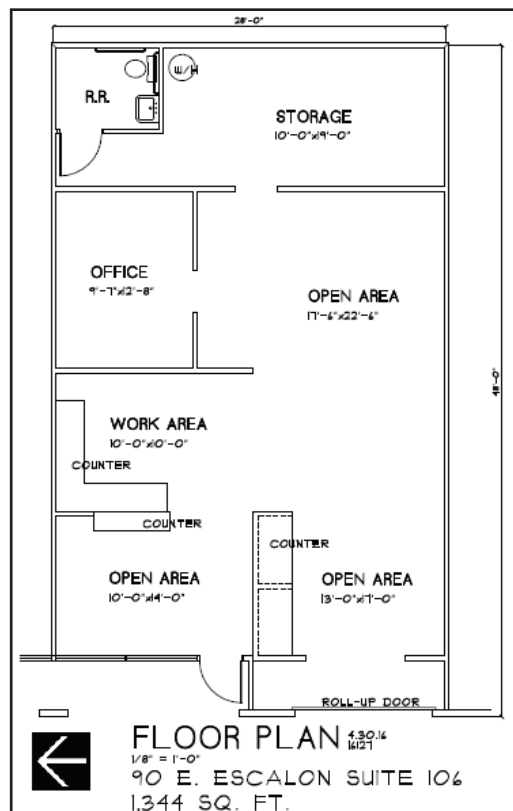 28'-0"
R.R.
E/H
STORAGE
10'-0"x19'-0"
OFFICE
9'-7"x12'-8"
OPEN AREA
17'-6"x22'-6"
48'-0"
WORK AREA
10'-0"x10'-0"
COUNTER
COUNTER
COUNTER
OPEN AREA
10'-0"x14'-0"
OPEN AREA
13'-0"x17'-0"
ROLL-UP DOOR
FLOOR PLAN 4.30.16
16127
1/8" = 1'-0"
90 E. ESCALON SUITE 106
1,344 SQ. FT.